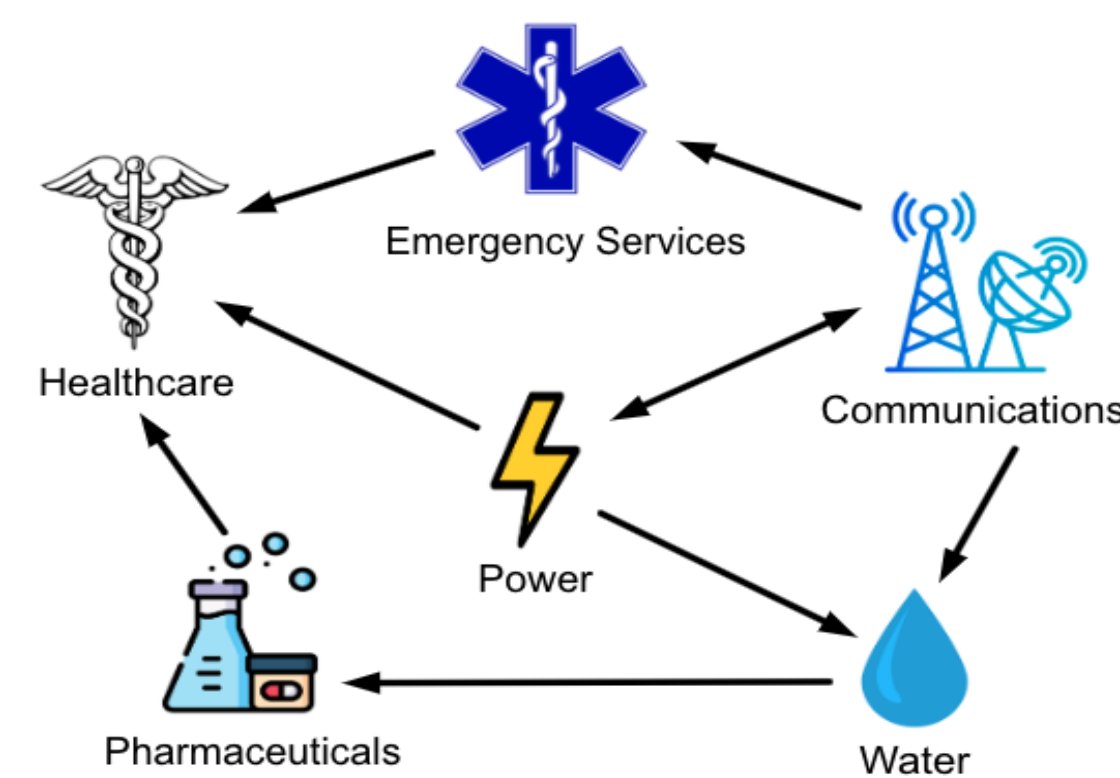 Emergency Services
Healthcare
Communications
Power
Pharmaceuticals
Water